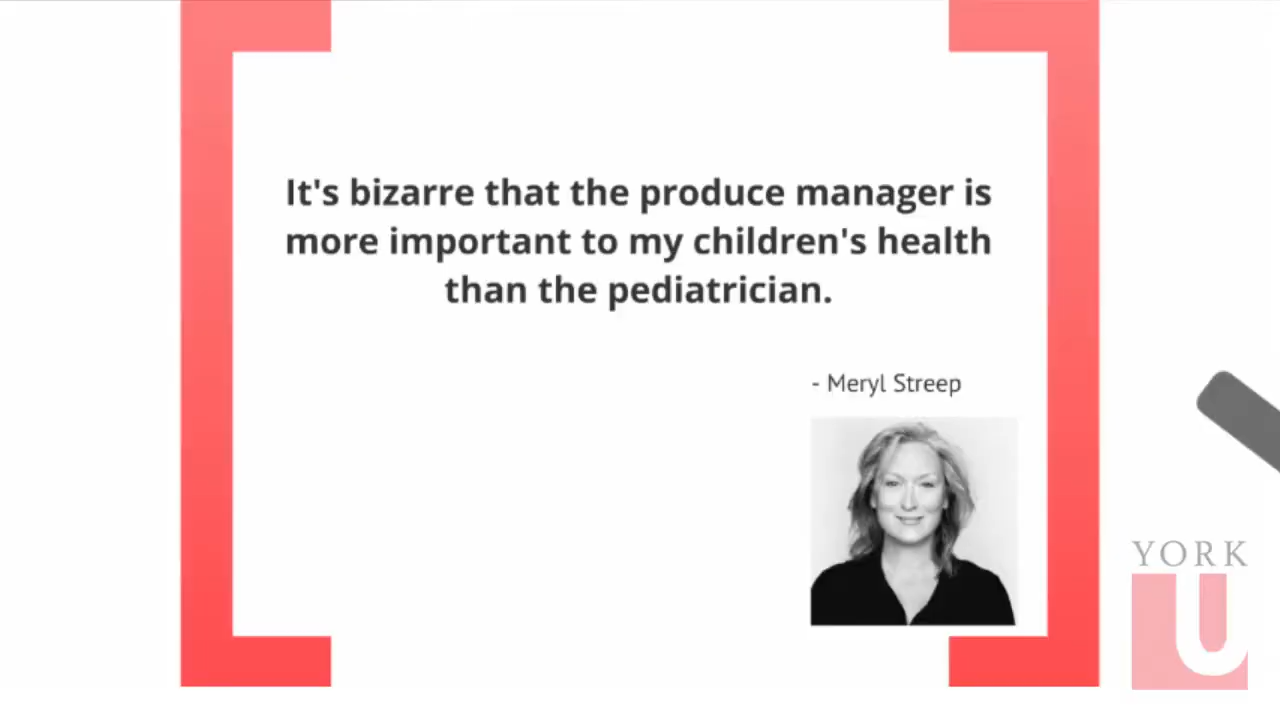 It's bizarre that the produce manager is
more important to my children's health
than the pediatrician.
- Meryl Streep
YORK
U